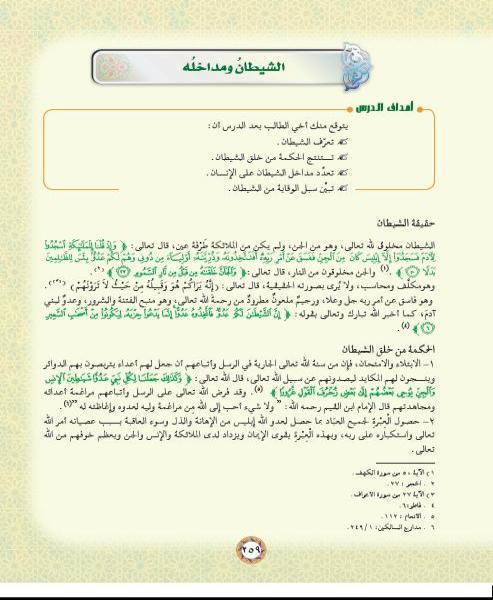 الشيطانُ ومداخلُه
أهداف الدرس
يتوقع منك أخي الطالب بعد الدرس أن:
تعرّف الشيطان.
تستنتج الحكمة من خلق الشيطان.
تعدّد مداخل الشيطان على الإنسان.
تبيّن سبل الوقاية من الشيطان.
حقيقة الشيطان
الشيطان مخلوق لله تعالى، وهو من الجن، ولم يكن من الملائكة طَرْفَةَ عين، قال تعالى: ﴿ وَإِذْ قُلْنَا لِلْمَلَائِكَةِ اسْجُدُوا
لِآدَمَ فَسَجَدُوا إِلَّا إِبْلِيسَ كَانَ مِنَ الْجِنِّ فَفَسَقَ عَنْ أَمْرِ رَبِّهِ أَفَتَتَّخِذُونَهُ وَذُرِّيَّتَهُ أَوْلِيَاءَ مِن دُونِي وَهُمْ لَكُمْ عَدُوٌّ بِئْسَ لِلظَّالِمِينَ
بَدَلًا ﴾ (١) والجن مخلوقون من النار، قال تعالى: ﴿ وَالْجَانَّ خَلَقْنَاهُ مِن قَبْلُ مِن نَّارِ السَّمُومِ ٢٧ ﴾ (٢).
وهو مكلَّف ومحاسب، ولا يُرى بصورته الحقيقية، قال تعالى: ﴿ إِنَّهُ يَرَاكُمْ هُوَ وَقَبِيلُهُ مِنْ حَيْثُ لَا تَرَوْنَهُمْ ﴾ (٣).
وهو فاسق عن أمر ربه جل وعلا، ورجيمٌ ملعونٌ مطرودٌ من رحمة الله تعالى، وهو منبع الفتنة والشرور، وعدوٌ لبني
آدم، كما أخبر الله تبارك وتعالى بقوله: ﴿ إِنَّ الشَّيْطَانَ لَكُمْ عَدُوٌّ فَاتَّخِذُوهُ عَدُوًّا إِنَّمَا يَدْعُو حِزْبَهُ لِيَكُونُوا مِنْ أَصْحَابِ السَّعِيرِ
٦ ﴾ (٤).
الحكمة من خلق الشيطان
١– الابتلاء والامتحان، فإن من سنة الله تعالى الجارية في الرسل وأتباعهم أن جعل لهم أعداء يتربصون بهم الدوائر
وينسجون لهم المكايد ليصدونهم عن سبيل الله تعالى، قال الله تعالى: ﴿ وَكَذَٰلِكَ جَعَلْنَا لِكُلِّ نَبِيٍّ عَدُوًّا شَيَاطِينَ الْإِنسِ
وَالْجِنِّ يُوحِي بَعْضُهُمْ إِلَىٰ بَعْضٍ زُخْرُفَ الْقَوْلِ غُرُورًا ﴾ (٥). وقد فرض الله تعالى على الرسل وأتباعهم مراغمة أعدائه
ومجاهدتهم قال الإمام ابن القيم رحمه الله: " ولا شيء أحب إلى الله مِن مراغمة وليه لعدوه وإغاظته له "(٦).
٢– حصول العِبْرة لجميع العباد بما حصل لعدو الله إبليس من الإهانة والذل وسوء العاقبة بسبب عصيانه أمر الله
تعالى واستكباره على ربه، وبهذه العِبْرة يقوى الإيمان ويزداد لدى الملائكة والإنس والجن ويعظم خوفهم من الله
تعالى.
١) الآية ٥٠ من سورة الكهف.
٢. الحجر: ٢٧.
٣) الآية ٢٧ من سورة الاعراف.
٤. فاطر: ٦.
٥. الانعام: ١١٢.
٦. مدارج السالكين: ١/ ٢٤٩.
٢٥٩